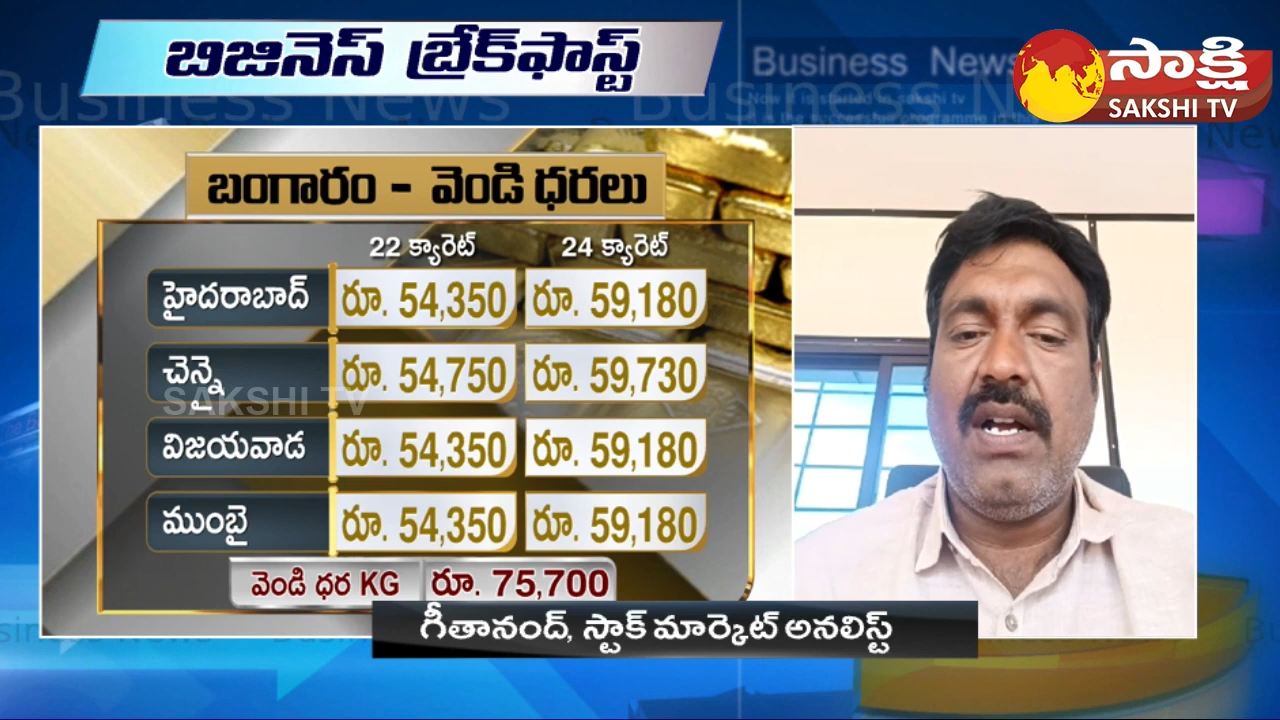 బిజినెస్ బ్రేక్‌ఫాస్ట్
Business News
సాక్షి
SAKSHI TV
బంగారం - వెండి ధరలు
22 క్యారెట్ 24 క్యారెట్
హైదరాబాద్ రూ. 54,350 రూ. 59,180
చెన్నై రూ. 54,750 రూ. 59,730
SAKSHI TV
విజయవాడ రూ. 54,350 రూ. 59,180
ముంబై రూ. 54,350 రూ. 59,180
వెండి ధర KG రూ. 75,700
గీతానంద్, స్టాక్ మార్కెట్ అనలిస్ట్